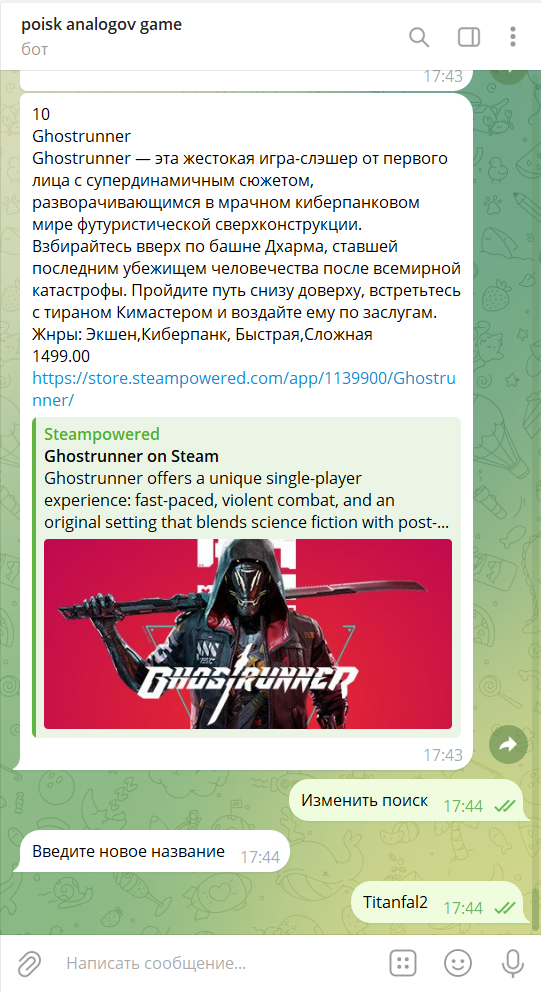 poisk analogov game
бот
17:43
10
Ghostrunner
Ghostrunner — эта жестокая игра-слэшер от первого
лица с супердинамичным сюжетом,
разворачивающимся в мрачном киберпанковом
мире футуристической сверхконструкции.
Взбирайтесь вверх по башне Дхарма, ставшей
последним убежищем человечества после всемирной
катастрофы. Пройдите путь снизу доверху, встретьтесь
с тираном Кимастером и воздайте ему по заслугам.
Жнры: Экшен,Киберпанк, Быстрая,Сложная
1499.00
https://store.steampowered.com/app/1139900/Ghostru
nner/
Steampowered
Ghostrunner on Steam
Ghostrunner offers a unique single-player
experience: fast-paced, violent combat, and an
original setting that blends science fiction with post-...
GHOSTRUNNER
17:43
Изменить поиск 17:44
Введите новое название 17:44
Titanfal2 17:44
Написать сообщение...